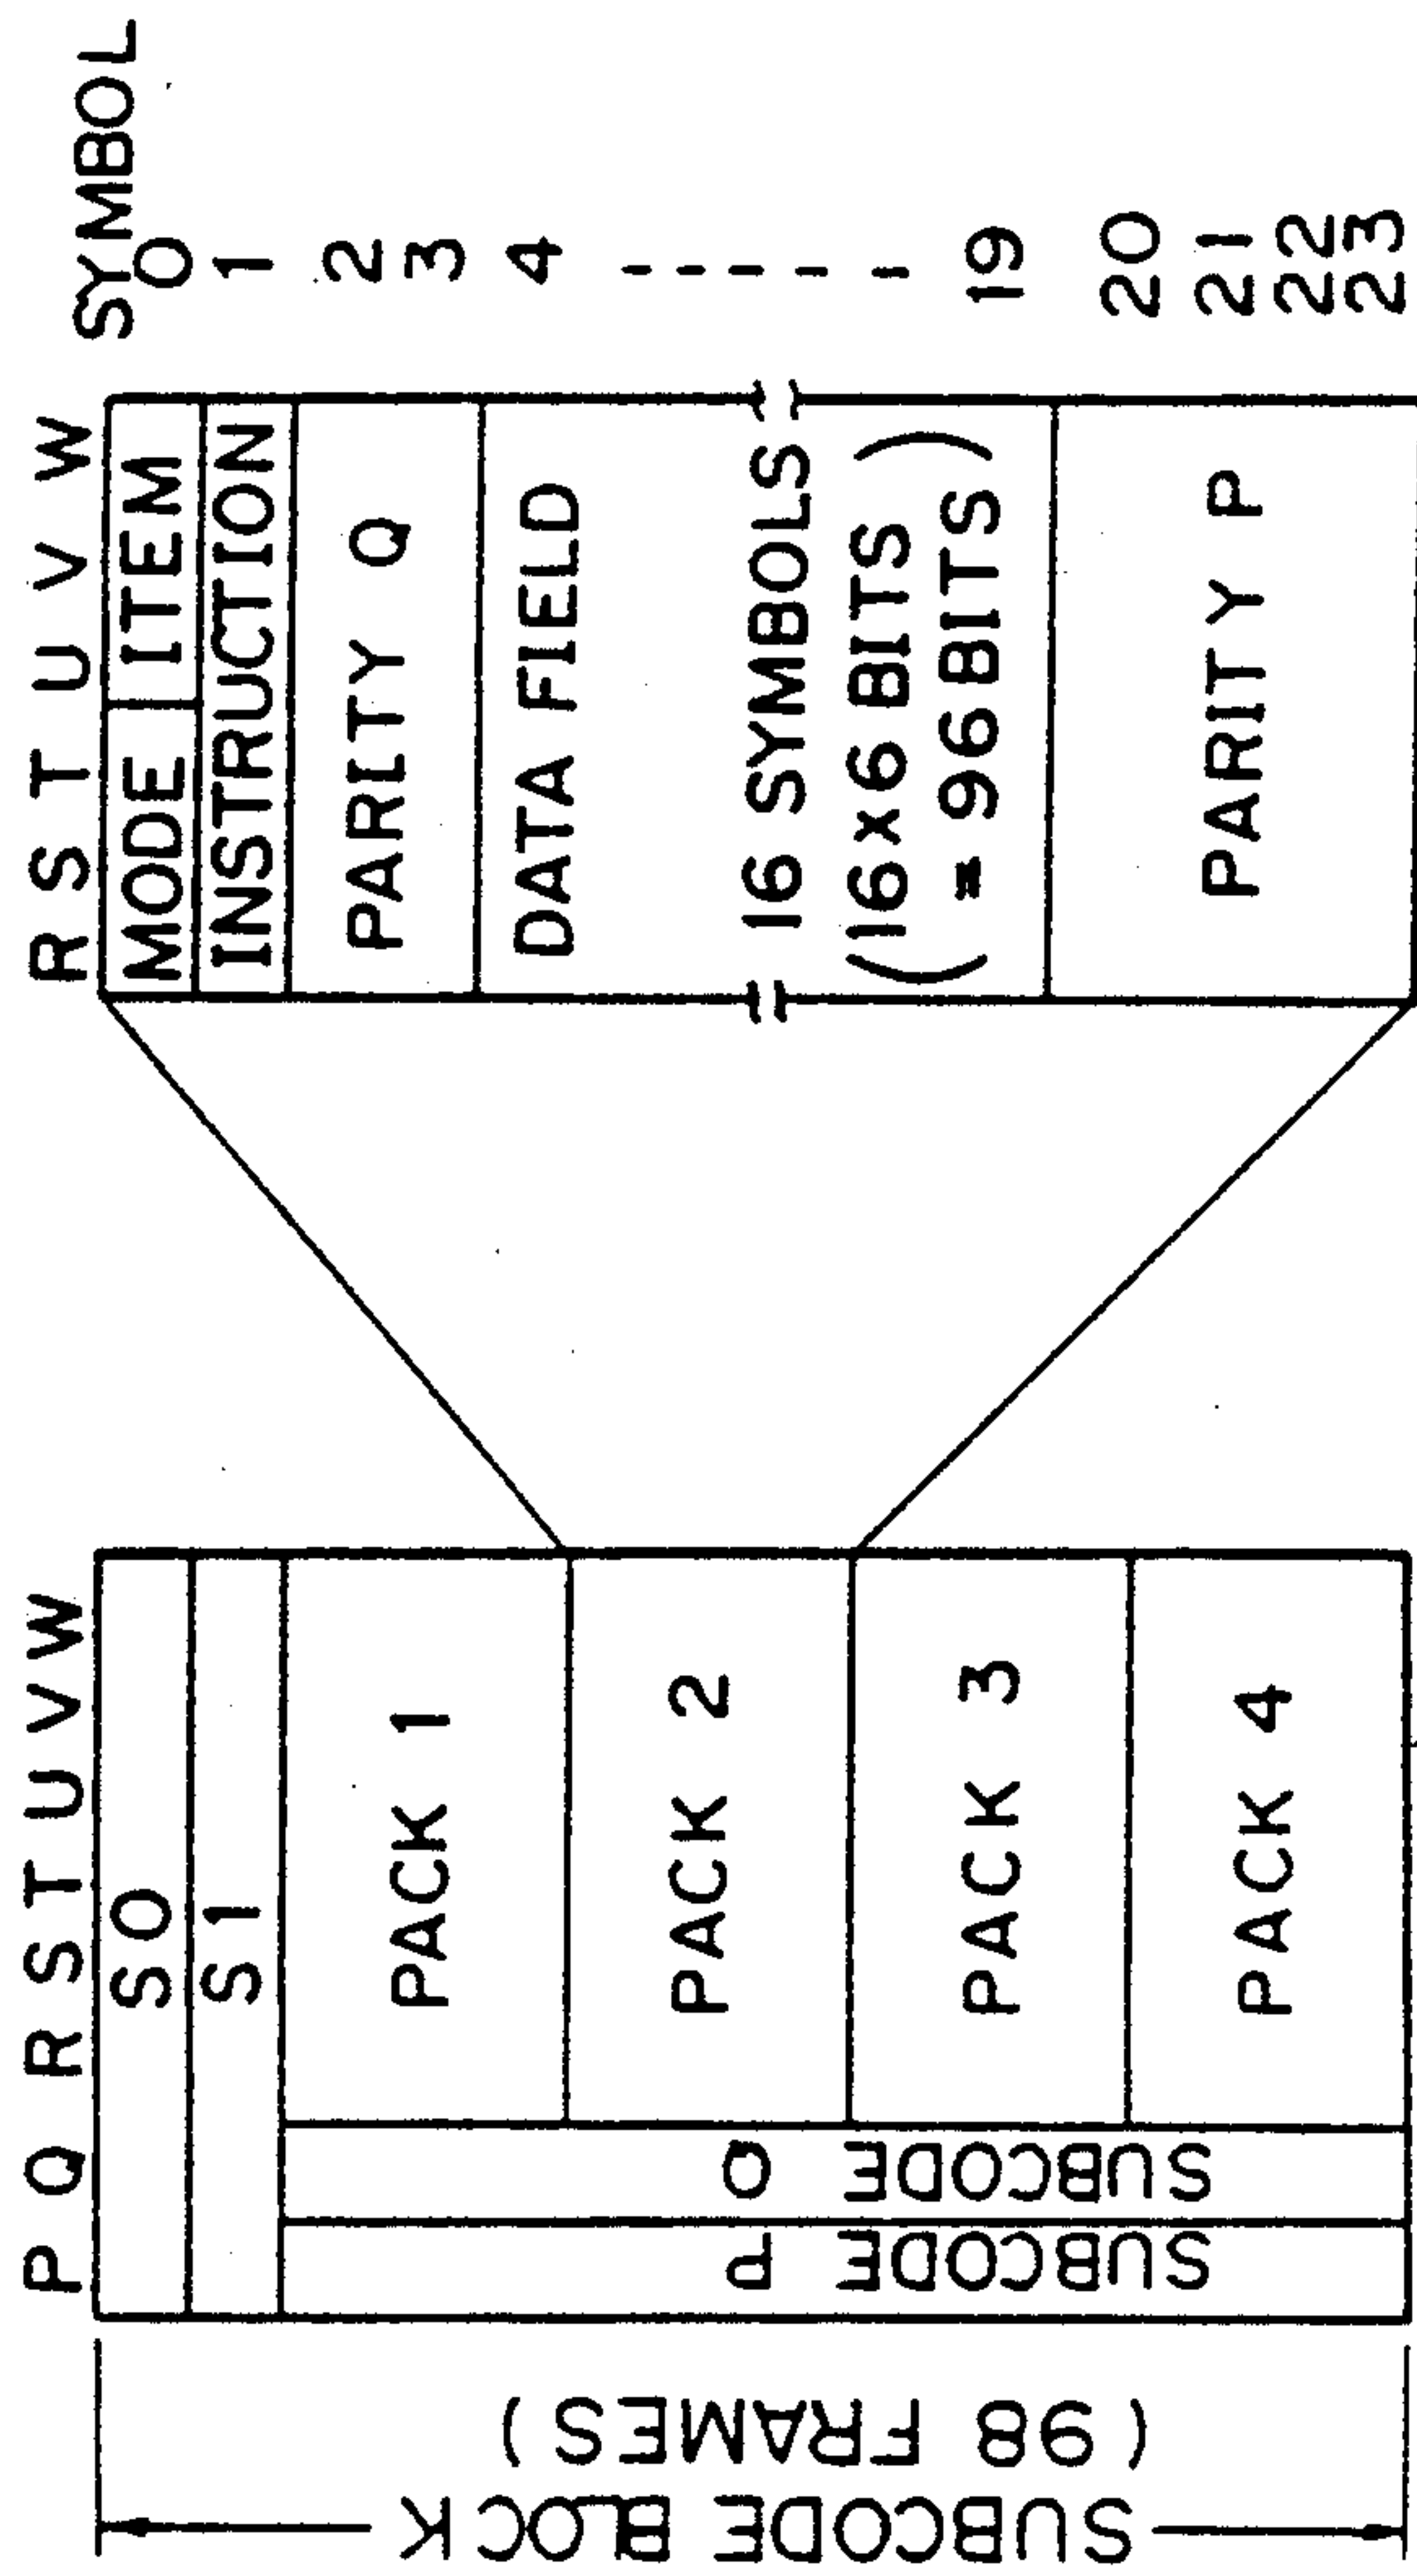 P Q R S T U V W
S0
S1
PACK 1
PACK 2
PACK 3
PACK 4
SUBCODE Q
SUBCODE P
SUBCODE BLOCK
(98 FRAMES)
R S T U V W
SYMBOL
MODE ITEM
0
INSTRUCTION
1
PARITY Q
2
3
DATA FIELD
4
16 SYMBOLS
(16×6 BITS
= 96BITS)
19
PARITY P
20
21
22
23